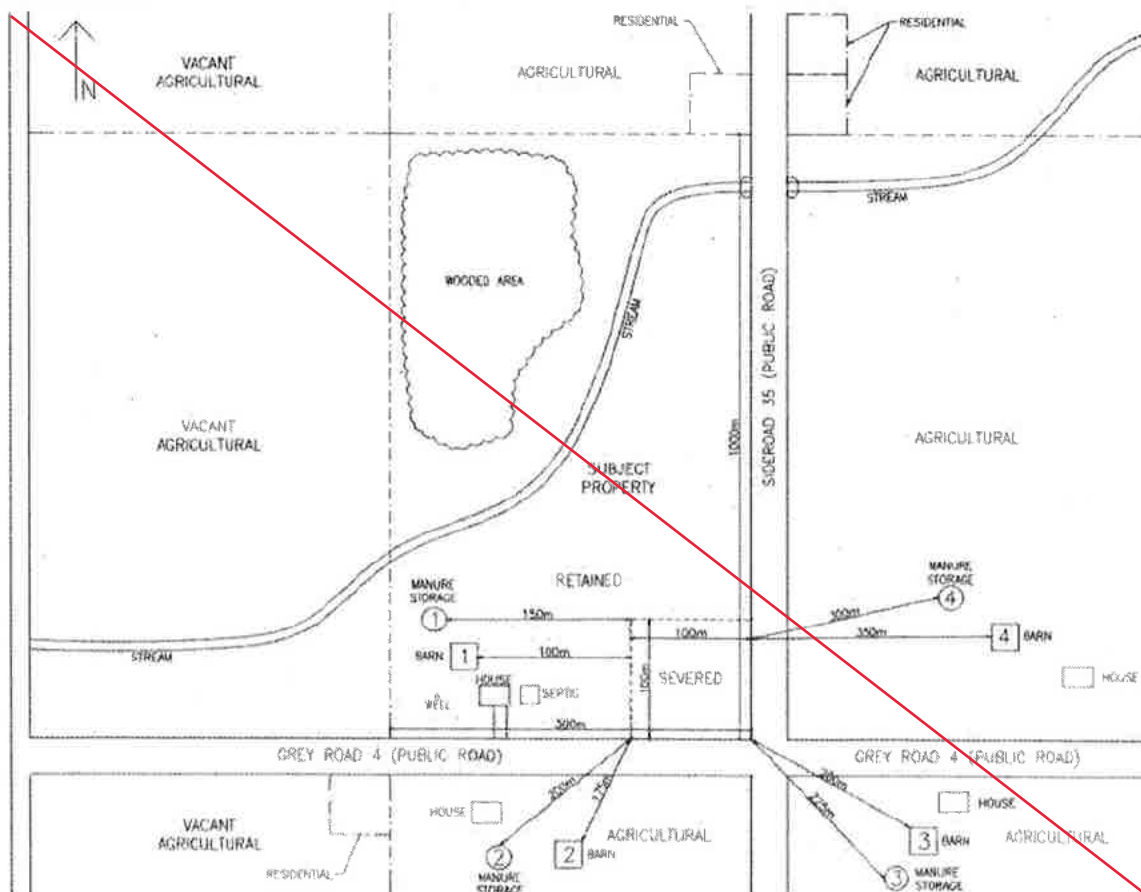 RESIDENTIAL
RESIDENTIAL
VACANT
AGRICULTURAL
AGRICULTURAL
AGRICULTURAL
N
STREAM
WOODED AREA
STREAM
SIDEROAD 35 (PUBLIC ROAD)
1000m
VACANT
AGRICULTURAL
AGRICULTURAL
SUBJECT
PROPERTY
RETAINED
MANURE
STORAGE
1
150m
MANURE
STORAGE
4
300m
100m
350m
4
BARN
BARN
1
100m
100m
SEVERED
STREAM
HOUSE
SEPTIC
WELL
HOUSE
300m
GREY ROAD 4 (PUBLIC ROAD)
GREY ROAD 4 (PUBLIC ROAD)
200m
175m
200m
225m
HOUSE
HOUSE
VACANT
AGRICULTURAL
AGRICULTURAL
AGRICULTURAL
2
2
BARN
3
BARN
RESIDENTIAL
MANURE
STORAGE
3
MANURE
STORAGE